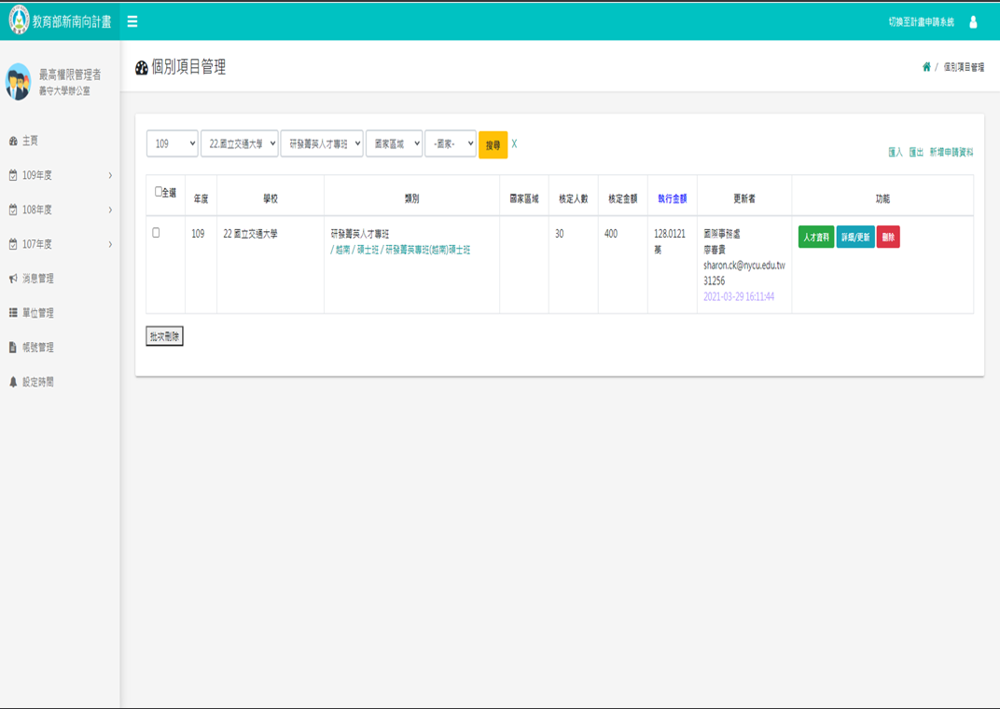 教育部新南向計畫
切換至計畫申請系統
最高權限管理者
義守大學辦公室
主頁
109年度
108年度
107年度
消息管理
單位管理
帳號管理
設定時間
個別項目管理
/ 個別項目管理
109 22.國立交通大學 研發菁英人才專班 國家區域 -國家- 搜尋 X
匯入 匯出 新增申請資料
全選 年度 學校 類別 國家區域 核定人數 核定金額 執行金額 更新者 功能
109 22 國立交通大學 研發菁英人才專班 30 400 128.0121 國際事務處 人才資料 詳細/更新 刪除
/ 越南 / 碩士班 / 研發菁英專班(越南)碩士班
sharon.ck@nycu.edu.tw
31256
2021-03-29 16:11:44
批次刪除